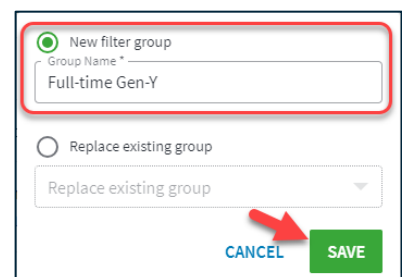 New filter group
Group Name *
Full-time Gen-Y
Replace existing group
Replace existing group
CANCEL SAVE